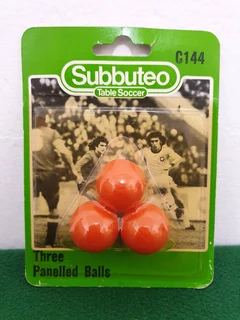 C144
Subbuteo
Table Soccer
Three
Panelled Balls